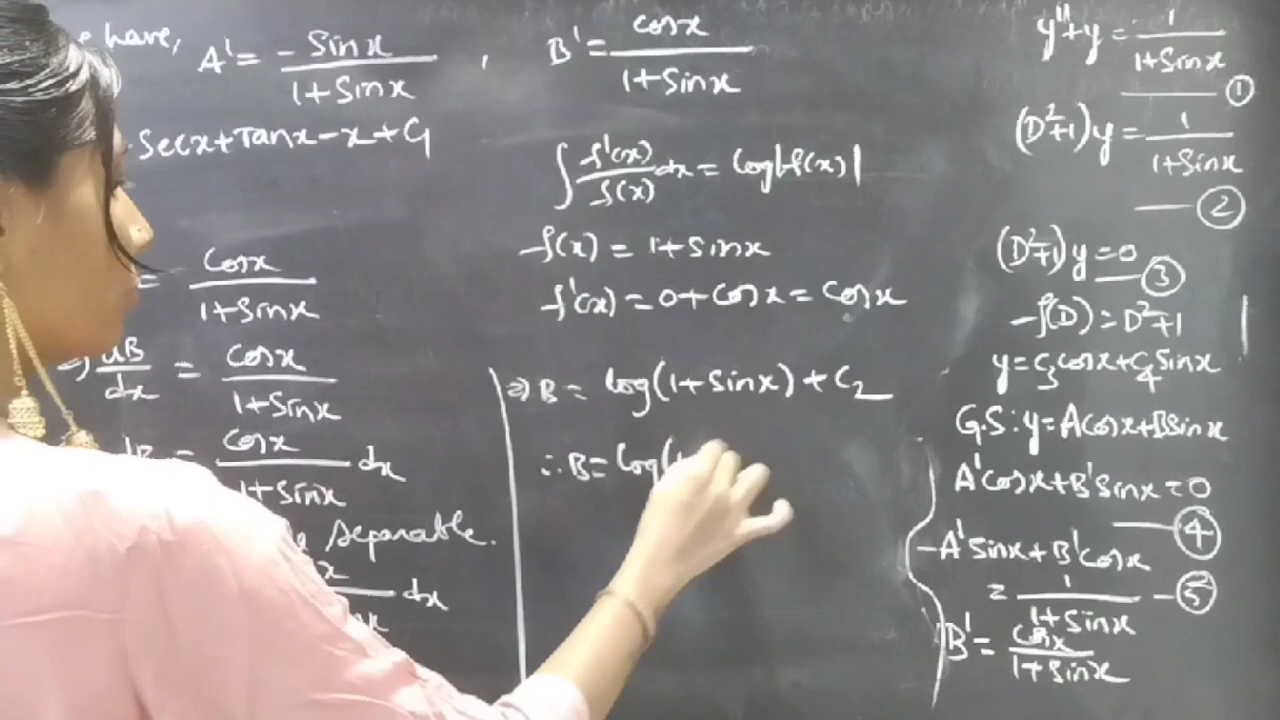 have,
A' = -Sinx / 1+Sinx , B' = cosx / 1+Sinx
Secx+Tanx-x+C1
= Cosx / 1+Sinx
dB/dx = Cosx / 1+Sinx
dB = Cosx / 1+Sinx dx
separable.
dx
∫ f'(x)/f(x) dx = log|f(x)|
f(x) = 1+Sinx
f'(x) = 0+Cosx = Cosx
⇒ B = log(1+Sinx)+C2
∴ B = log(1
y''+y = 1 / 1+Sinx — ①
(D²+1)y = 1 / 1+Sinx — ②
(D²+1)y=0 — ③
f(D) = D²+1
y=C3cosx+C4Sinx
G.S: y=Acosx+Bsinx
A'cosx+B'sinx=0 — ④
-A'sinx+B'cosx
= 1 / 1+Sinx — ⑤
B' = Cosx / 1+sinx